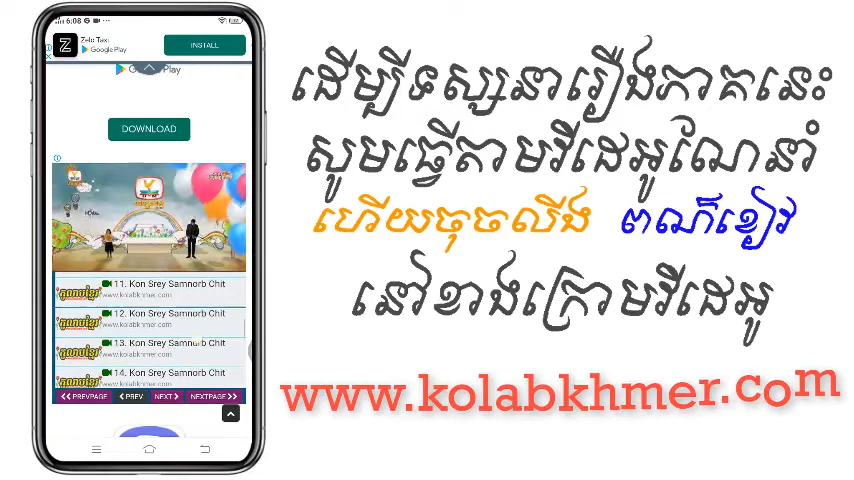 6:08
Zelo Taxi
Google Play
INSTALL
Google Play
DOWNLOAD
11. Kon Srey Samnorb Chit
www.kolabkhmer.com
12. Kon Srey Samnorb Chit
www.kolabkhmer.com
13. Kon Srey Samnorb Chit
www.kolabkhmer.com
14. Kon Srey Samnorb Chit
www.kolabkhmer.com
PREVPAGE PREV NEXT NEXTPAGE
ដើម្បីទស្សនារឿងភាគនេះ
សូមធ្វើតាមវីដេអូណែនាំ
ហើយចុចលីង ពណ៌ខៀវ
នៅខាងក្រោមវីដេអូ
www.kolabkhmer.com